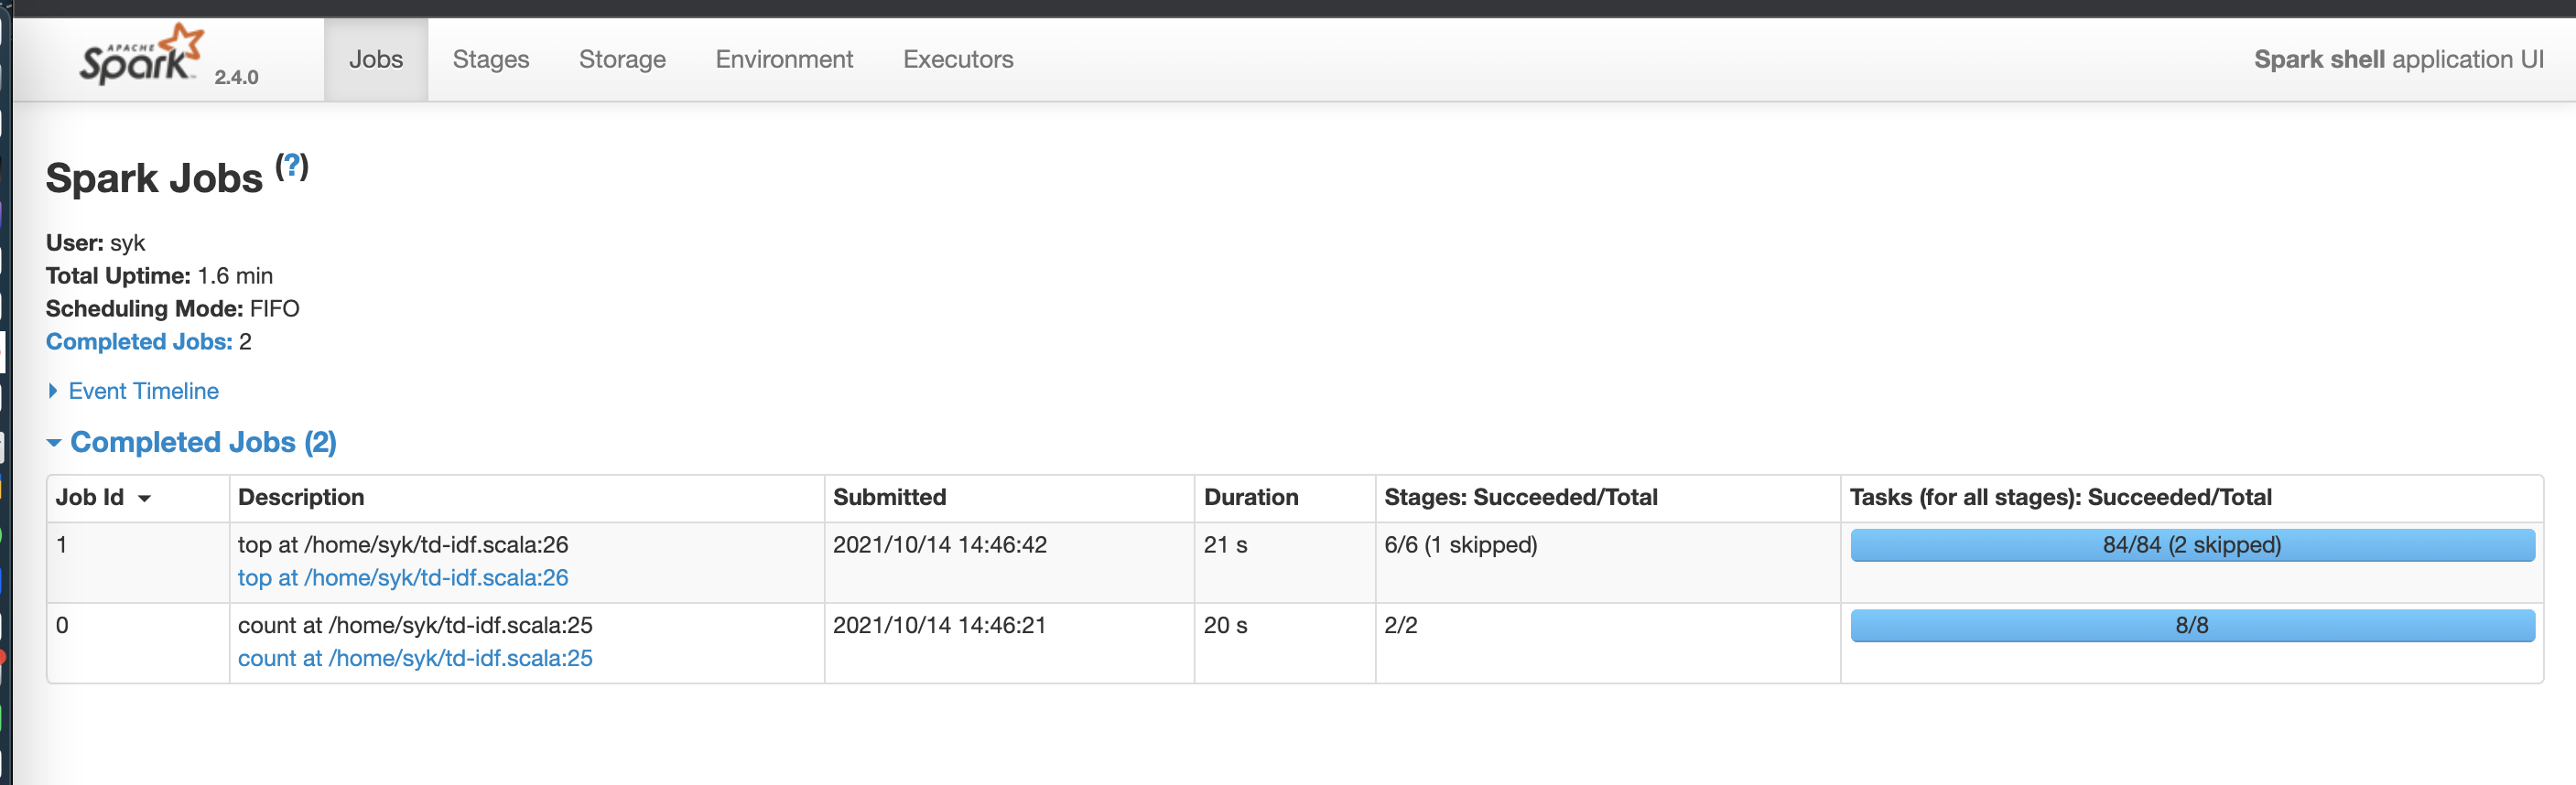 APACHE
Spark 2.4.0 Jobs Stages Storage Environment Executors Spark shell application UI
Spark Jobs (?)
User: syk
Total Uptime: 1.6 min
Scheduling Mode: FIFO
Completed Jobs: 2
Event Timeline
Completed Jobs (2)
Job Id Description Submitted Duration Stages: Succeeded/Total Tasks (for all stages): Succeeded/Total
1 top at /home/syk/td-idf.scala:26 2021/10/14 14:46:42 21 s 6/6 (1 skipped) 84/84 (2 skipped)
top at /home/syk/td-idf.scala:26
0 count at /home/syk/td-idf.scala:25 2021/10/14 14:46:21 20 s 2/2 8/8
count at /home/syk/td-idf.scala:25